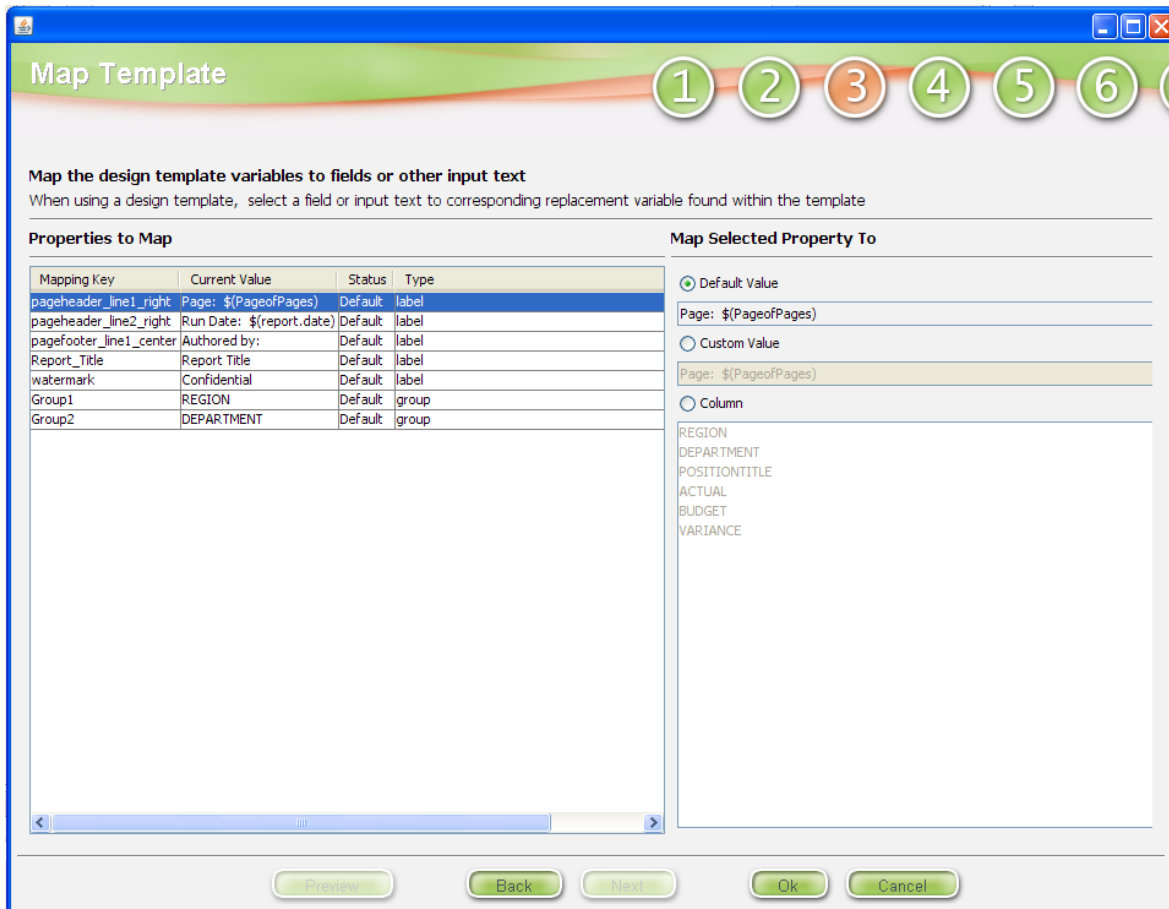 Map Template
1 2 3 4 5 6
Map the design template variables to fields or other input text
When using a design template, select a field or input text to corresponding replacement variable found within the template
Properties to Map
Mapping Key Current Value Status Type
pageheader_line1_right Page: $(PageofPages) Default label
pageheader_line2_right Run Date: $(report.date) Default label
pagefooter_line1_center Authored by: Default label
Report_Title Report Title Default label
watermark Confidential Default label
Group1 REGION Default group
Group2 DEPARTMENT Default group
Map Selected Property To
Default Value
Page: $(PageofPages)
Custom Value
Page: $(PageofPages)
Column
REGION
DEPARTMENT
POSITIONTITLE
ACTUAL
BUDGET
VARIANCE
Preview Back Next Ok Cancel